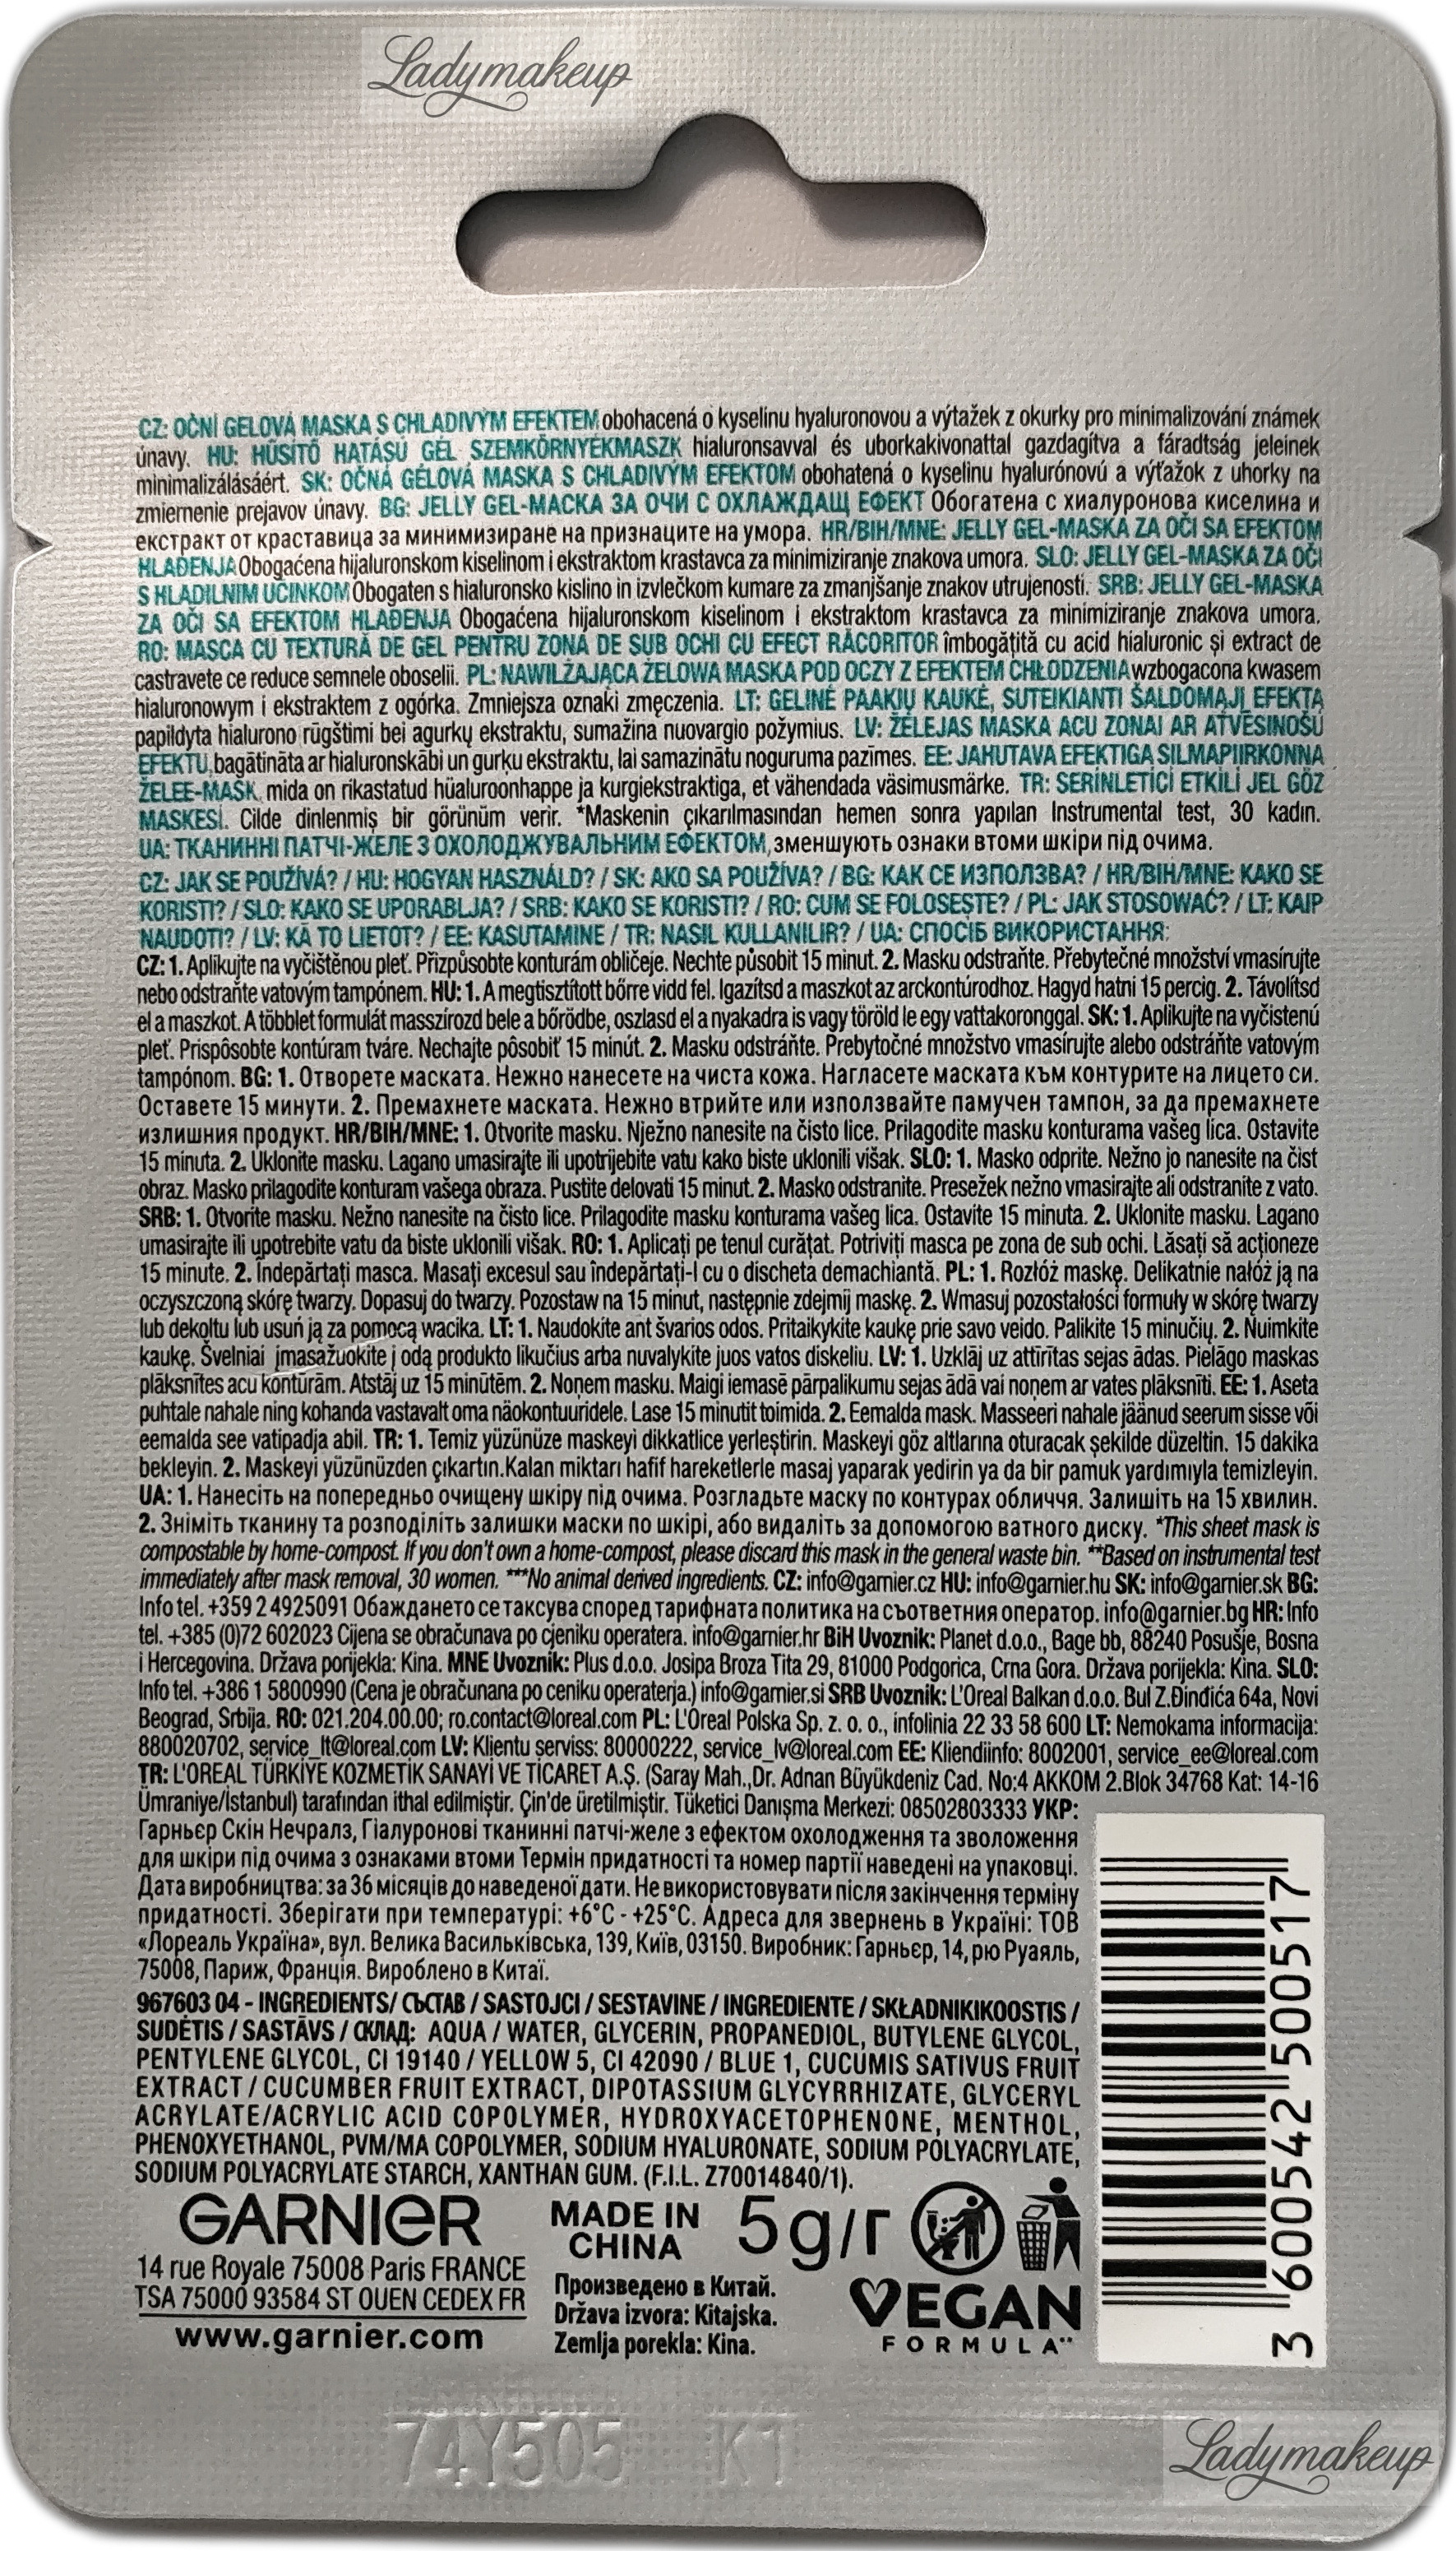 Ladymakeup
CZ: OČNÍ GELOVÁ MASKA S CHLADIVÝM EFEKTEM obohacená o kyselinu hyaluronovou a výtažek z okurky pro minimalizování známek
únavy. HU: HŰSÍTŐ HATÁSÚ GÉL SZEMKÖRNYÉKMASZK hialuronsavval és uborkakivonattal gazdagítva a fáradtság jeleinek
minimalizálásáért. SK: OČNÁ GÉLOVÁ MASKA S CHLADIVÝM EFEKTOM obohatená o kyselinu hyalurónovú a výťažok z uhorky na
zmiernenie prejavov únavy. BG: JELLY GEL-МАСКА ЗА ОЧИ С ОХЛАЖДАЩ ЕФЕКТ Обогатена с хиалуронова киселина и
екстракт от краставица за минимизиране на признаците на умора. HR/BIH/MNE: JELLY GEL-MASKA ZA OČI SA EFEKTOM
HLAĐENJA Obogaćena hijaluronskom kiselinom i ekstraktom krastavca za minimiziranje znakova umora. SLO: JELLY GEL-MASKA ZA OČI
S HLADILNIM UČINKOM Obogaten s hialuronsko kislino in izvlečkom kumare za zmanjšanje znakov utrujenosti. SRB: JELLY GEL-MASKA
ZA OČI SA EFEKTOM HLAĐENJA Obogaćena hijaluronskom kiselinom i ekstraktom krastavca za minimiziranje znakova umora.
RO: MASCA CU TEXTURĂ DE GEL PENTRU ZONA DE SUB OCHI CU EFECT RĂCORITOR îmbogățită cu acid hialuronic și extract de
castravete ce reduce semnele oboselii. PL: NAWILŻAJĄCA ŻELOWA MASKA POD OCZY Z EFEKTEM CHŁODZENIA wzbogacona kwasem
hialuronowym i ekstraktem z ogórka. Zmniejsza oznaki zmęczenia. LT: GELINĖ PAAKIŲ KAUKĖ, SUTEIKIANTI ŠALDOMĄJĮ EFEKTĄ
papildyta hialurono rūgštimi bei agurkų ekstraktu, sumažina nuovargio požymius. LV: ŽELEJAS MASKA ACU ZONAI AR ATVĒSINOŠU
EFEKTU, bagātināta ar hialuronskābi un gurķu ekstraktu, lai samazinātu noguruma pazīmes. EE: JAHUTAVA EFEKTIGA SILMAPIIRKONNA
ŽELEE-MASK, mida on rikastatud hüaluroonhappe ja kurgiekstraktiga, et vähendada väsimusmärke. TR: SERİNLETİCİ ETKİLİ JEL GÖZ
MASKESİ. Cilde dinlenmiş bir görünüm verir. *Maskenin çıkarılmasından hemen sonra yapılan Instrumental test, 30 kadın.
UA: ТКАНИННІ ПАТЧІ-ЖЕЛЕ З ОХОЛОДЖУВАЛЬНИМ ЕФЕКТОМ, зменшують ознаки втоми шкіри під очима.
CZ: JAK SE POUŽÍVÁ? / HU: HOGYAN HASZNÁLD? / SK: AKO SA POUŽÍVA? / BG: КАК СЕ ИЗПОЛЗВА? / HR/BIH/MNE: KAKO SE
KORISTI? / SLO: KAKO SE UPORABLJA? / SRB: KAKO SE KORISTI? / RO: CUM SE FOLOSEȘTE? / PL: JAK STOSOWAĆ? / LT: KAIP
NAUDOTI? / LV: KĀ TO LIETOT? / EE: KASUTAMINE / TR: NASIL KULLANILIR? / UA: СПОСІБ ВИКОРИСТАННЯ:
CZ: 1. Aplikujte na vyčištěnou pleť. Přizpůsobte konturám obličeje. Nechte působit 15 minut. 2. Masku odstraňte. Přebytečné množství vmasírujte
nebo odstraňte vatovým tampónem. HU: 1. A megtisztított bőrre vidd fel. Igazítsd a maszkot az arckontúrodhoz. Hagyd hatni 15 percig. 2. Távolítsd
el a maszkot. A többlet formulát masszírozd bele a bőrödbe, oszlasd el a nyakadra is vagy töröld le egy vattakoronggal. SK: 1. Aplikujte na vyčistenú
pleť. Prispôsobte kontúram tváre. Nechajte pôsobiť 15 minút. 2. Masku odstráňte. Prebytočné množstvo vmasírujte alebo odstráňte vatovým
tampónom. BG: 1. Отворете маската. Нежно нанесете на чиста кожа. Нагласете маската към контурите на лицето си.
Оставете 15 минути. 2. Премахнете маската. Нежно втрийте или използвайте памучен тампон, за да премахнете
излишния продукт. HR/BIH/MNE: 1. Otvorite masku. Nježno nanesite na čisto lice. Prilagodite masku konturama vašeg lica. Ostavite
15 minuta. 2. Uklonite masku. Lagano umasirajte ili upotrijebite vatu kako biste uklonili višak. SLO: 1. Masko odprite. Nežno jo nanesite na čist
obraz. Masko prilagodite konturam vašega obraza. Pustite delovati 15 minut. 2. Masko odstranite. Presežek nežno vmasirajte ali odstranite z vato.
SRB: 1. Otvorite masku. Nežno nanesite na čisto lice. Prilagodite masku konturama vašeg lica. Ostavite 15 minuta. 2. Uklonite masku. Lagano
umasirajte ili upotrebite vatu da biste uklonili višak. RO: 1. Aplicați pe tenul curățat. Potriviți masca pe zona de sub ochi. Lăsați să acționeze
15 minute. 2. Îndepărtați masca. Masați excesul sau îndepărtați-l cu o dischetă demachiantă. PL: 1. Rozłóż maskę. Delikatnie nałóż ją na
oczyszczoną skórę twarzy. Dopasuj do twarzy. Pozostaw na 15 minut, następnie zdejmij maskę. 2. Wmasuj pozostałości formuły w skórę twarzy
lub dekoltu lub usuń ją za pomocą wacika. LT: 1. Naudokite ant švarios odos. Pritaikykite kaukę prie savo veido. Palikite 15 minučių. 2. Nuimkite
kaukę. Švelniai įmasažuokite į odą produkto likučius arba nuvalykite juos vatos diskeliu. LV: 1. Uzklāj uz attīrītas sejas ādas. Pielāgo maskas
plāksnītes acu kontūrām. Atstāj uz 15 minūtēm. 2. Noņem masku. Maigi iemasē pārpalikumu sejas ādā vai noņem ar vates plāksnīti. EE: 1. Aseta
puhtale nahale ning kohanda vastavalt oma näokontuuridele. Lase 15 minutit toimida. 2. Eemalda mask. Masseeri nahale jäänud seerum sisse või
eemalda see vatipadja abil. TR: 1. Temiz yüzünüze maskeyi dikkatlice yerleştirin. Maskeyi göz altlarına oturacak şekilde düzeltin. 15 dakika
bekleyin. 2. Maskeyi yüzünüzden çıkartın.Kalan miktarı hafif hareketlerle masaj yaparak yedirin ya da bir pamuk yardımıyla temizleyin.
UA: 1. Нанесіть на попередньо очищену шкіру під очима. Розгладьте маску по контурах обличчя. Залишіть на 15 хвилин.
2. Зніміть тканину та розподіліть залишки маски по шкірі, або видаліть за допомогою ватного диску. *This sheet mask is
compostable by home-compost. If you don't own a home-compost, please discard this mask in the general waste bin. **Based on instrumental test
immediately after mask removal, 30 women. ***No animal derived ingredients. CZ: info@garnier.cz HU: info@garnier.hu SK: info@garnier.sk BG:
Info tel. +359 2 4925091 Обаждането се таксува според тарифната политика на съответния оператор. info@garnier.bg HR: Info
tel. +385 (0)72 602023 Cijena se obračunava po cjeniku operatera. info@garnier.hr BiH Uvoznik: Planet d.o.o., Bage bb, 88240 Posušje, Bosna
i Hercegovina. Država porijekla: Kina. MNE Uvoznik: Plus d.o.o. Josipa Broza Tita 29, 81000 Podgorica, Crna Gora. Država porijekla: Kina. SLO:
Info tel. +386 1 5800990 (Cena je obračunana po ceniku operaterja.) info@garnier.si SRB Uvoznik: L'Oreal Balkan d.o.o. Bul Z.Đinđića 64a, Novi
Beograd, Srbija. RO: 021.204.00.00; ro.contact@loreal.com PL: L'Oreal Polska Sp. z. o. o., infolinia 22 33 58 600 LT: Nemokama informacija:
880020702, service_lt@loreal.com LV: Klientu serviss: 80000222, service_lv@loreal.com EE: Kliendiinfo: 8002001, service_ee@loreal.com
TR: L'OREAL TÜRKİYE KOZMETİK SANAYİ VE TİCARET A.Ş. (Saray Mah.,Dr. Adnan Büyükdeniz Cad. No:4 AKKOM 2.Blok 34768 Kat: 14-16
Ümraniye/İstanbul) tarafından ithal edilmiştir. Çin'de üretilmiştir. Tüketici Danışma Merkezi: 08502803333 УКР:
Гарньєр Скін Нечралз, Гіалуронові тканинні патчі-желе з ефектом охолодження та зволоження
для шкіри під очима з ознаками втоми Термін придатності та номер партії наведені на упаковці.
Дата виробництва: за 36 місяців до наведеної дати. Не використовувати після закінчення терміну
придатності. Зберігати при температурі: +6°C - +25°C. Адреса для звернень в Україні: ТОВ
«Лореаль Україна», вул. Велика Васильківська, 139, Київ, 03150. Виробник: Гарньєр, 14, рю Руаяль,
75008, Париж, Франція. Вироблено в Китаї.
967603 04 - INGREDIENTS/ СЪСТАВ / SASTOJCI / SESTAVINE / INGREDIENTE / SKŁADNIKIKOOSTIS /
SUDĖTIS / SASTĀVS / СКЛАД: AQUA / WATER, GLYCERIN, PROPANEDIOL, BUTYLENE GLYCOL,
PENTYLENE GLYCOL, CI 19140 / YELLOW 5, CI 42090 / BLUE 1, CUCUMIS SATIVUS FRUIT
EXTRACT / CUCUMBER FRUIT EXTRACT, DIPOTASSIUM GLYCYRRHIZATE, GLYCERYL
ACRYLATE/ACRYLIC ACID COPOLYMER, HYDROXYACETOPHENONE, MENTHOL,
PHENOXYETHANOL, PVM/MA COPOLYMER, SODIUM HYALURONATE, SODIUM POLYACRYLATE,
SODIUM POLYACRYLATE STARCH, XANTHAN GUM. (F.I.L. Z70014840/1).
GARNIER
14 rue Royale 75008 Paris FRANCE
TSA 75000 93584 ST OUEN CEDEX FR
www.garnier.com
MADE IN
CHINA
Произведено в Китай.
Država izvora: Kitajska.
Zemlja porekla: Kina.
5 g/г
VEGAN
FORMULA**
3 600542 500517
74Y505 K1
Ladymakeup